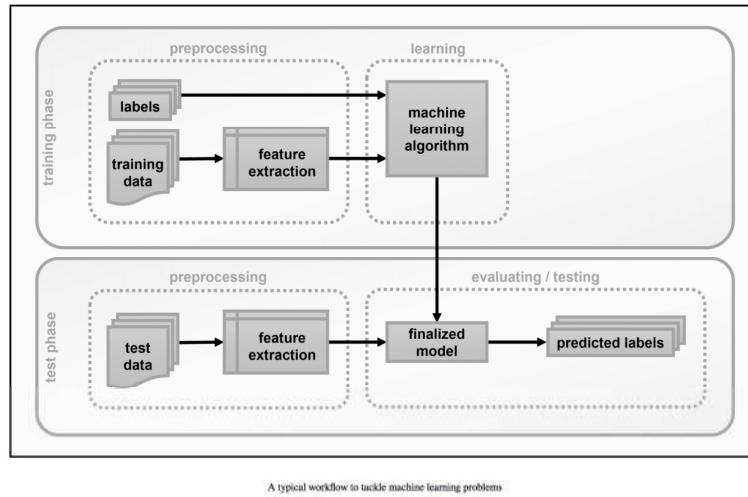 preprocessing
learning
training phase
labels
machine
learning
algorithm
training
data
feature
extraction
preprocessing
evaluating / testing
test phase
test
data
feature
extraction
finalized
model
predicted labels
A typical workflow to tackle machine learning problems